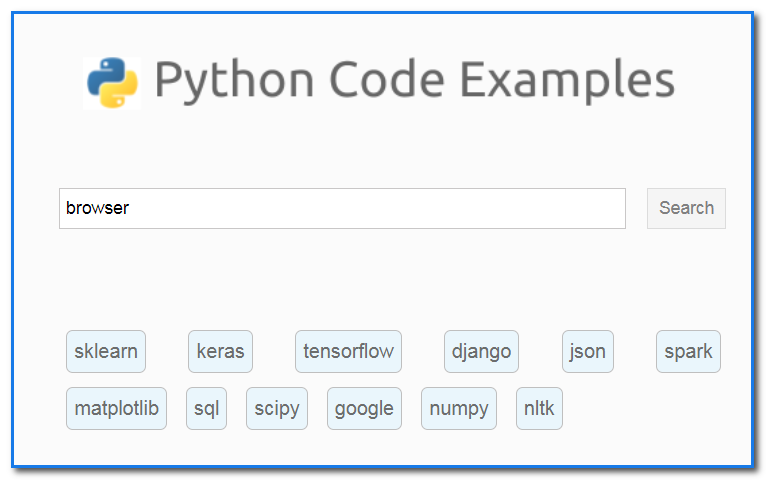 Python Code Examples
browser Search
sklearn keras tensorflow django json spark
matplotlib sql scipy google numpy nltk